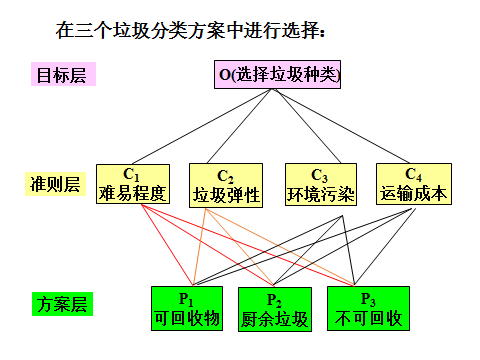 在三个垃圾分类方案中进行选择：
目标层
O(选择垃圾种类)
准则层
C1
难易程度
C2
垃圾弹性
C3
环境污染
C4
运输成本
方案层
P1
可回收物
P2
厨余垃圾
P3
不可回收